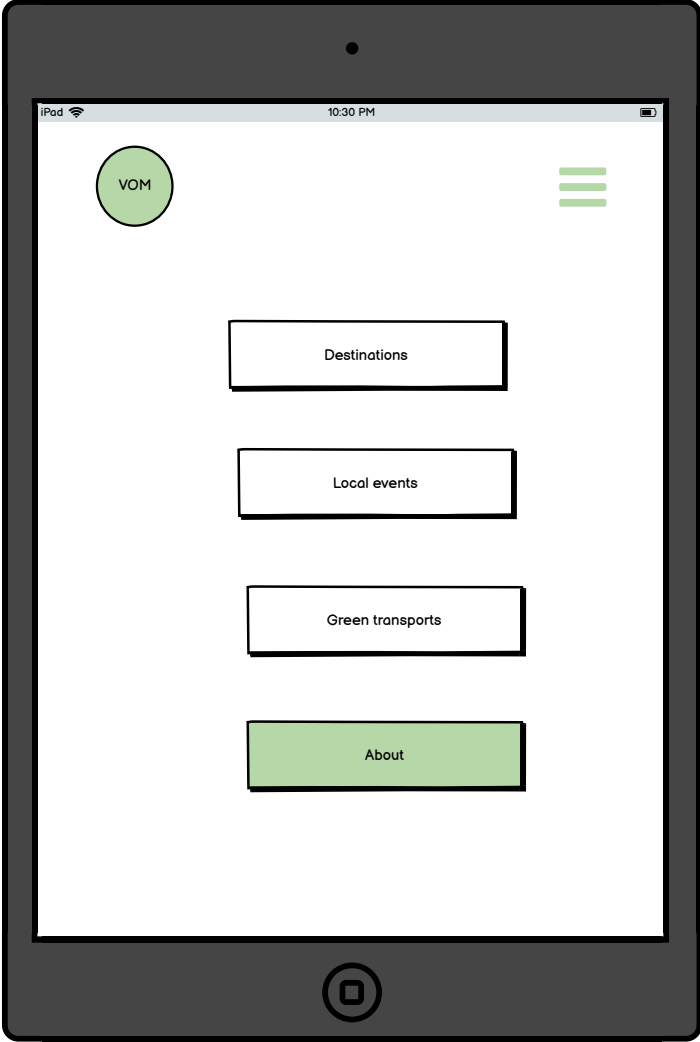 iPad
10:30 PM
VOM
Destinations
Local events
Green transports
About